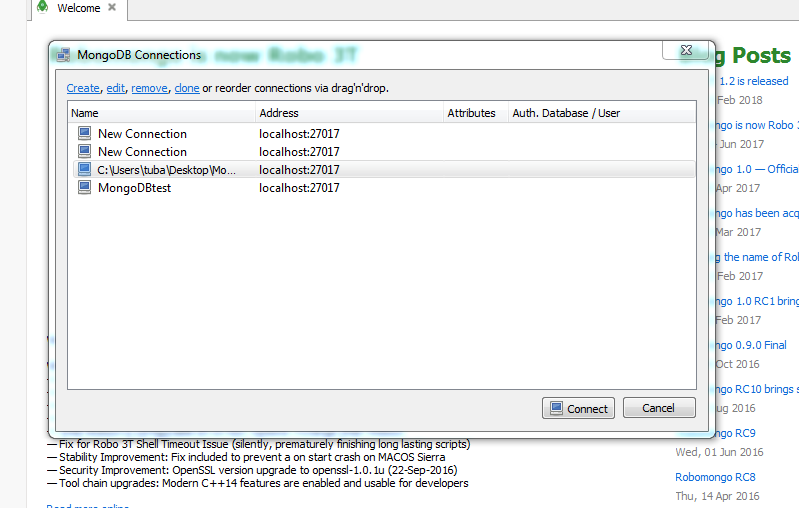 Welcome
now Robo 3T
MongoDB Connections
Create, edit, remove, clone or reorder connections via drag'n'drop.
Name Address Attributes Auth. Database / User
New Connection localhost:27017
New Connection localhost:27017
C:\Users\tuba\Desktop\Mo... localhost:27017
MongoDBtest localhost:27017
Connect Cancel
— Fix for Robo 3T Shell Timeout Issue (silently, prematurely finishing long lasting scripts)
— Stability Improvement: Fix included to prevent a on start crash on MACOS Sierra
— Security Improvement: OpenSSL version upgrade to openssl-1.0.1u (22-Sep-2016)
— Tool chain upgrades: Modern C++14 features are enabled and usable for developers
Posts
1.2 is released
Feb 2018
is now Robo 3
Jun 2017
1.0 — Officia
Apr 2017
has been acq
Mar 2017
the name of Rob
Feb 2017
1.0 RC1 bring
Feb 2017
0.9.0 Final
Oct 2016
RC10 brings s
2016
Robomongo RC9
Wed, 01 Jun 2016
Robomongo RC8
Thu, 14 Apr 2016